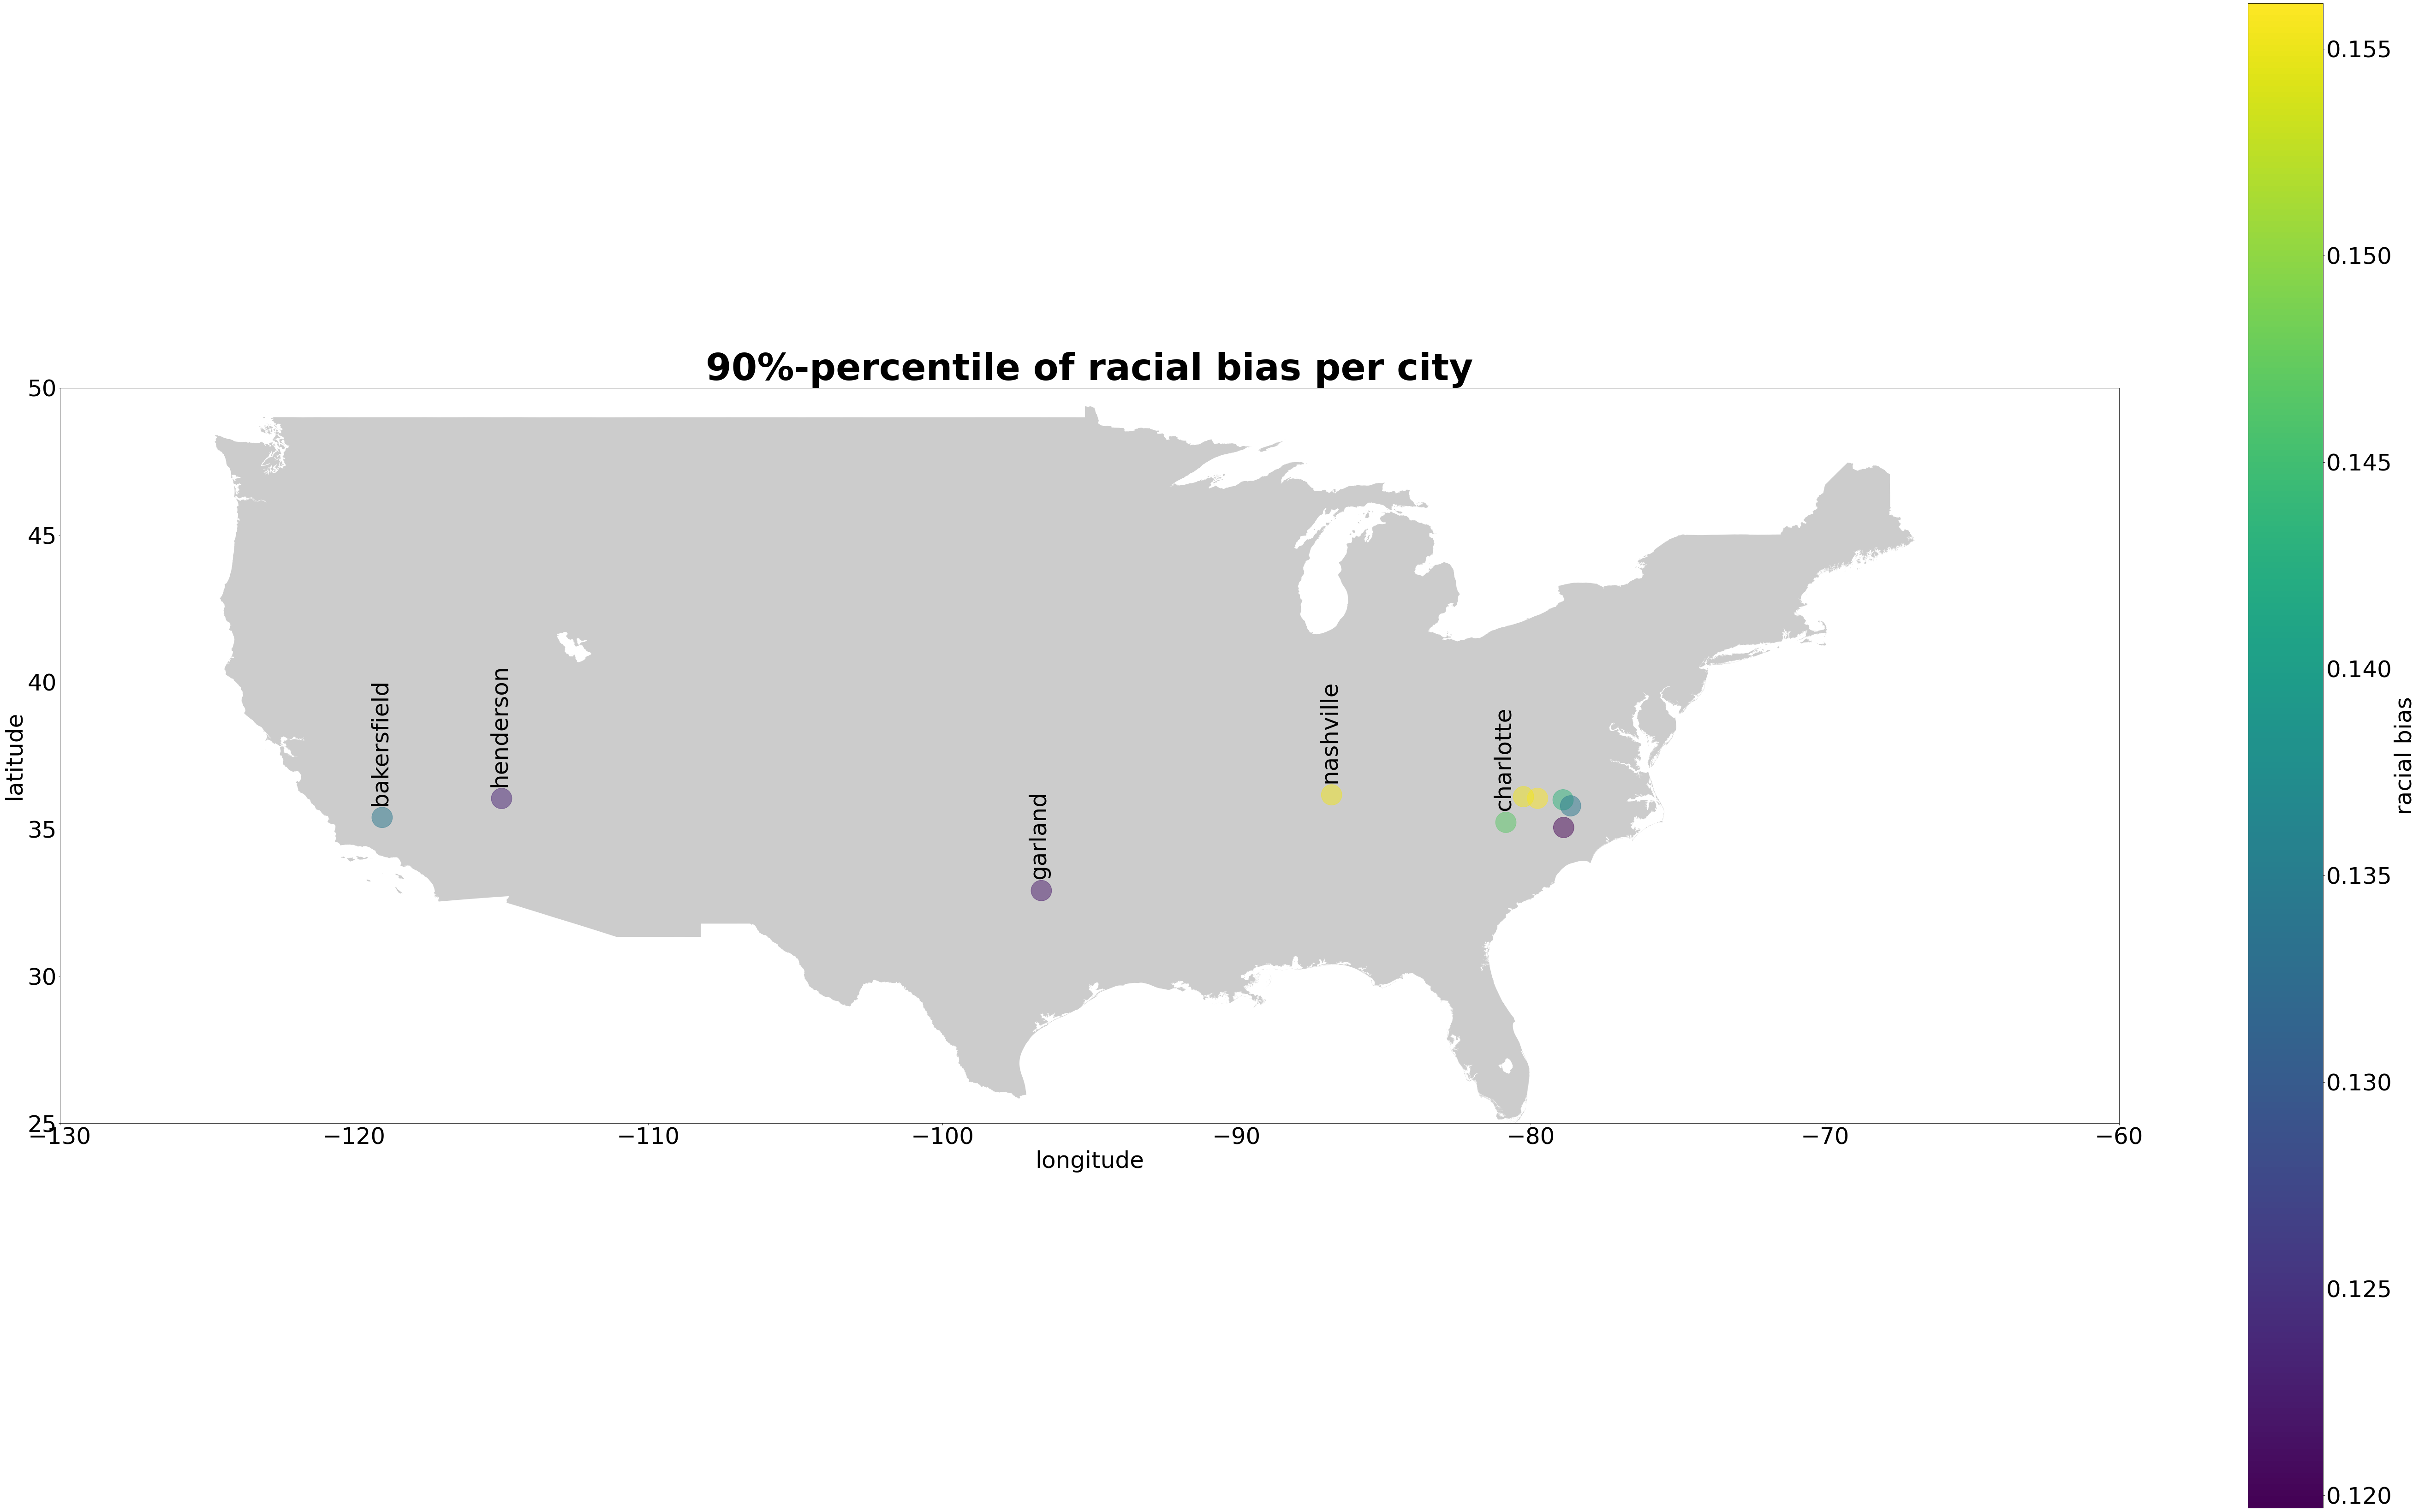 90%-percentile of racial bias per city
50
45
40
35
30
25
latitude
−130
−120
−110
−100
−90
−80
−70
−60
longitude
bakersfield
henderson
garland
nashville
charlotte
0.155
0.150
0.145
0.140
0.135
0.130
0.125
0.120
racial bias